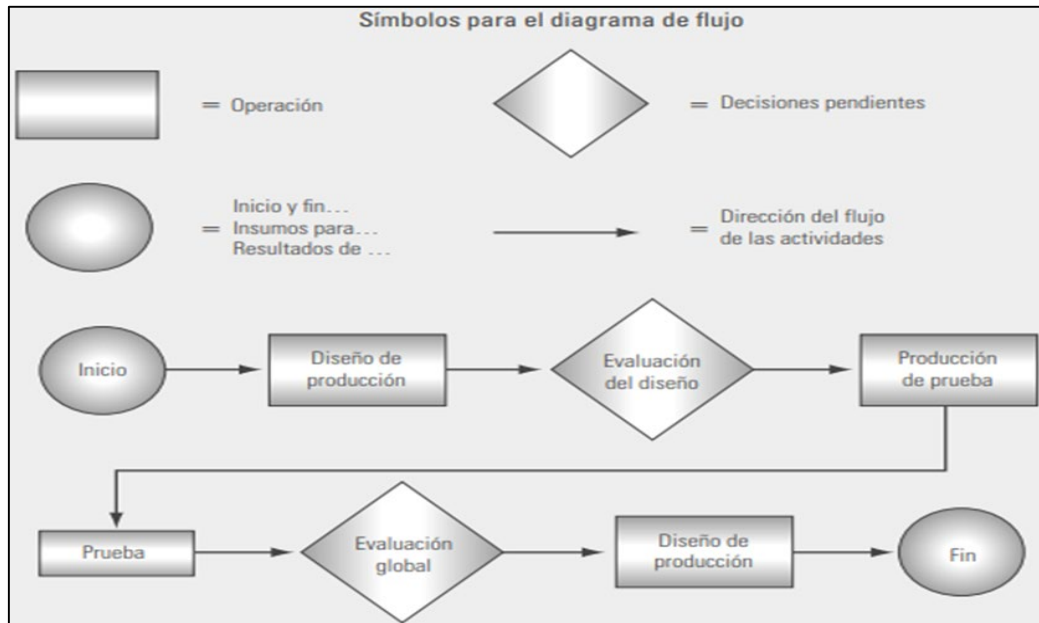 Símbolos para el diagrama de flujo
= Operación
= Decisiones pendientes
Inicio y fin...
= Insumos para...
Resultados de ...
= Dirección del flujo
de las actividades
Inicio
Diseño de
producción
Evaluación
del diseño
Producción
de prueba
Prueba
Evaluación
global
Diseño de
producción
Fin